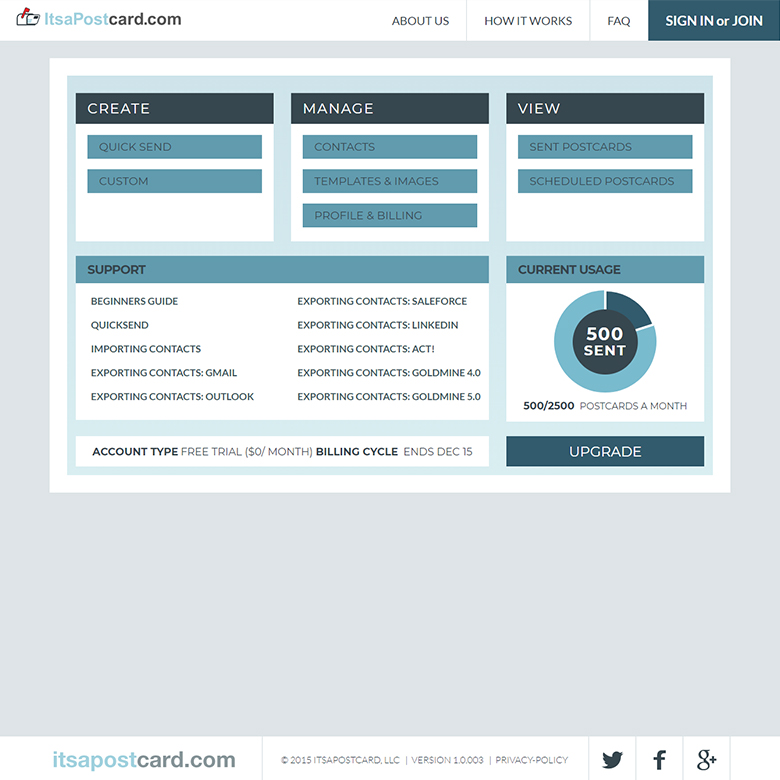 ItsaPostcard.com
ABOUT US
HOW IT WORKS
FAQ
SIGN IN or JOIN
CREATE
QUICK SEND
CUSTOM
MANAGE
CONTACTS
TEMPLATES & IMAGES
PROFILE & BILLING
VIEW
SENT POSTCARDS
SCHEDULED POSTCARDS
SUPPORT
BEGINNERS GUIDE
QUICKSEND
IMPORTING CONTACTS
EXPORTING CONTACTS: GMAIL
EXPORTING CONTACTS: OUTLOOK
EXPORTING CONTACTS: SALEFORCE
EXPORTING CONTACTS: LINKEDIN
EXPORTING CONTACTS: ACT!
EXPORTING CONTACTS: GOLDMINE 4.0
EXPORTING CONTACTS: GOLDMINE 5.0
CURRENT USAGE
500
SENT
500/2500 POSTCARDS A MONTH
ACCOUNT TYPE FREE TRIAL ($0/ MONTH) BILLING CYCLE ENDS DEC 15
UPGRADE
itsapostcard.com
© 2015 ITSAPOSTCARD, LLC | VERSION 1.0.003 | PRIVACY-POLICY